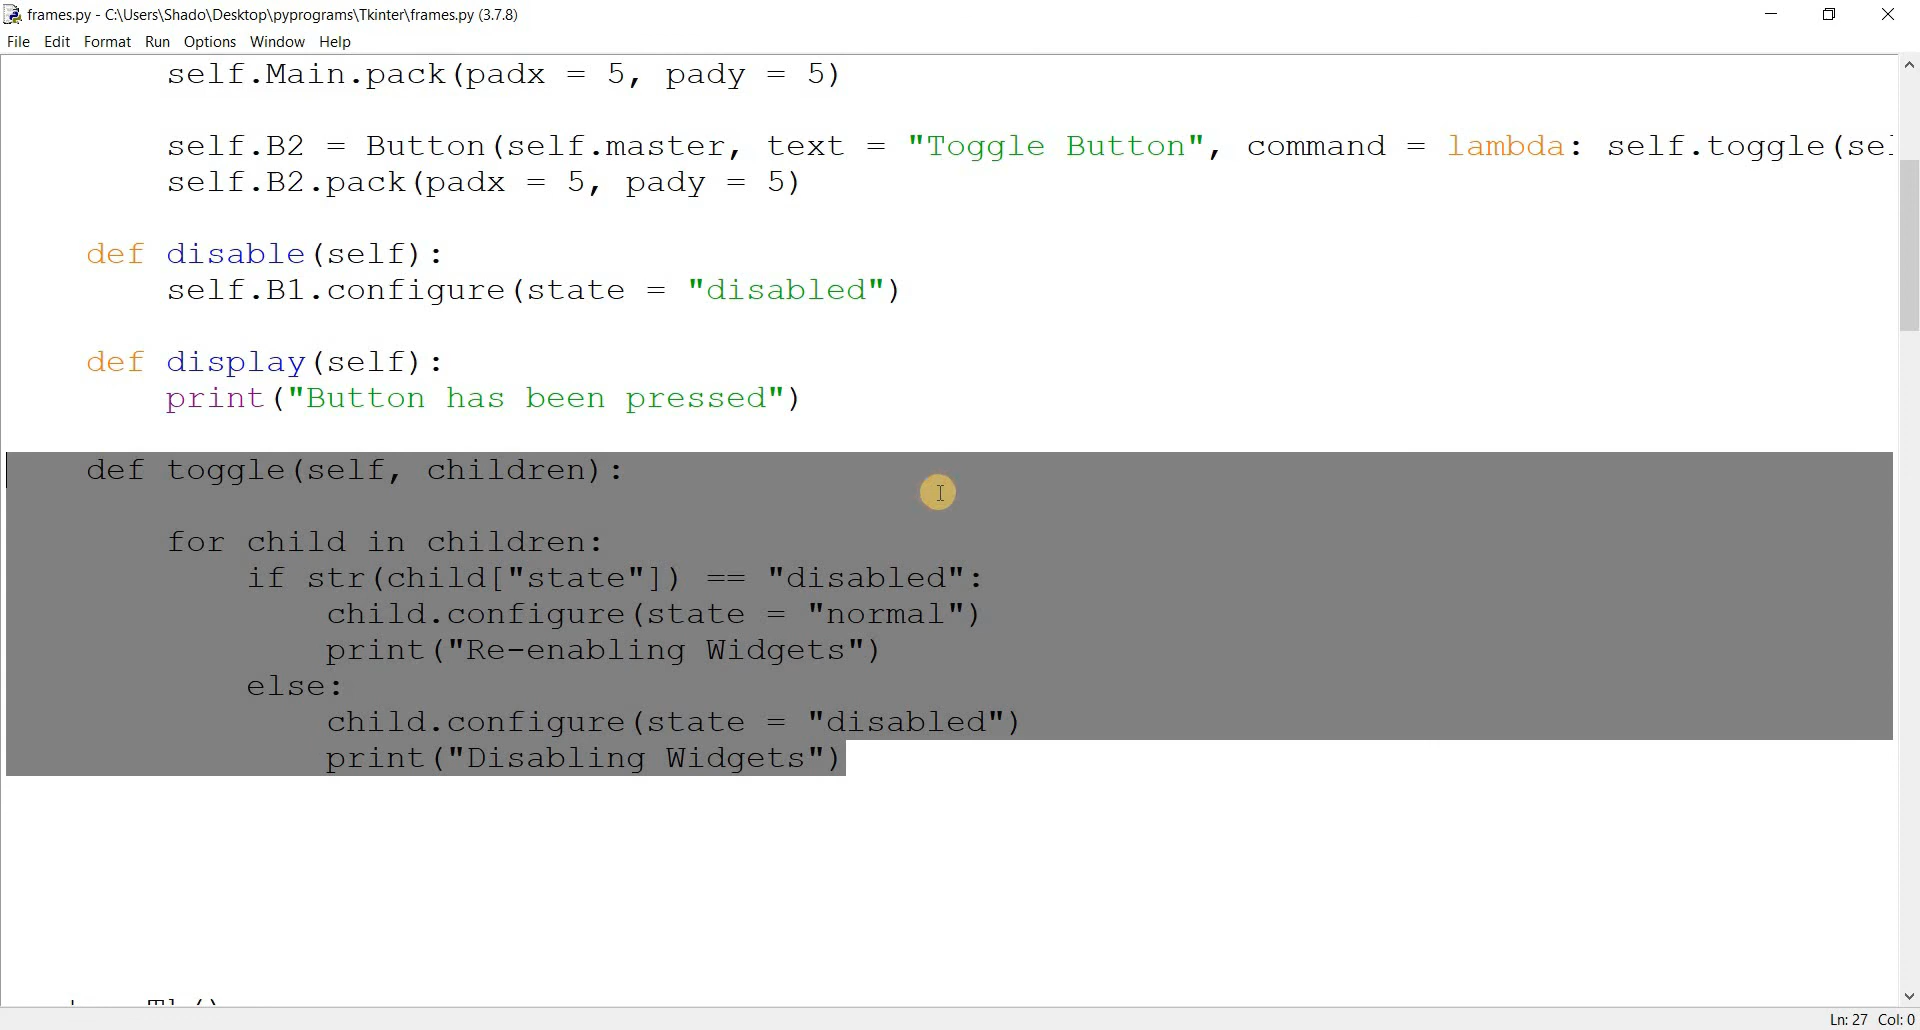 frames.py - C:\Users\Shado\Desktop\pyprograms\Tkinter\frames.py (3.7.8)
File Edit Format Run Options Window Help
self.Main.pack(padx = 5, pady = 5)
self.B2 = Button(self.master, text = "Toggle Button", command = lambda: self.toggle(se
self.B2.pack(padx = 5, pady = 5)
def disable(self):
self.B1.configure(state = "disabled")
def display(self):
print("Button has been pressed")
def toggle(self, children):
for child in children:
if str(child["state"]) == "disabled":
child.configure(state = "normal")
print("Re-enabling Widgets")
else:
child.configure(state = "disabled")
print("Disabling Widgets")
Ln: 27 Col: 0